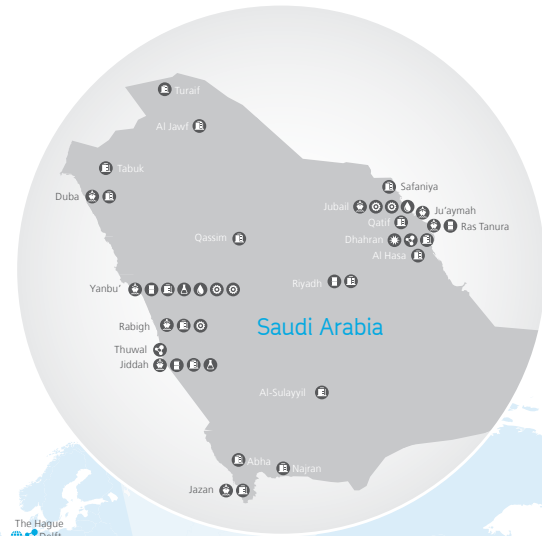 Turaif
Al Jawf
Tabuk
Duba
Safaniya
Jubail
Ju'aymah
Qatif
Ras Tanura
Qassim
Dhahran
Al Hasa
Riyadh
Yanbu'
Rabigh
Saudi Arabia
Thuwal
Jiddah
Al-Sulayyil
Abha
Najran
Jazan
The Hague
Delft